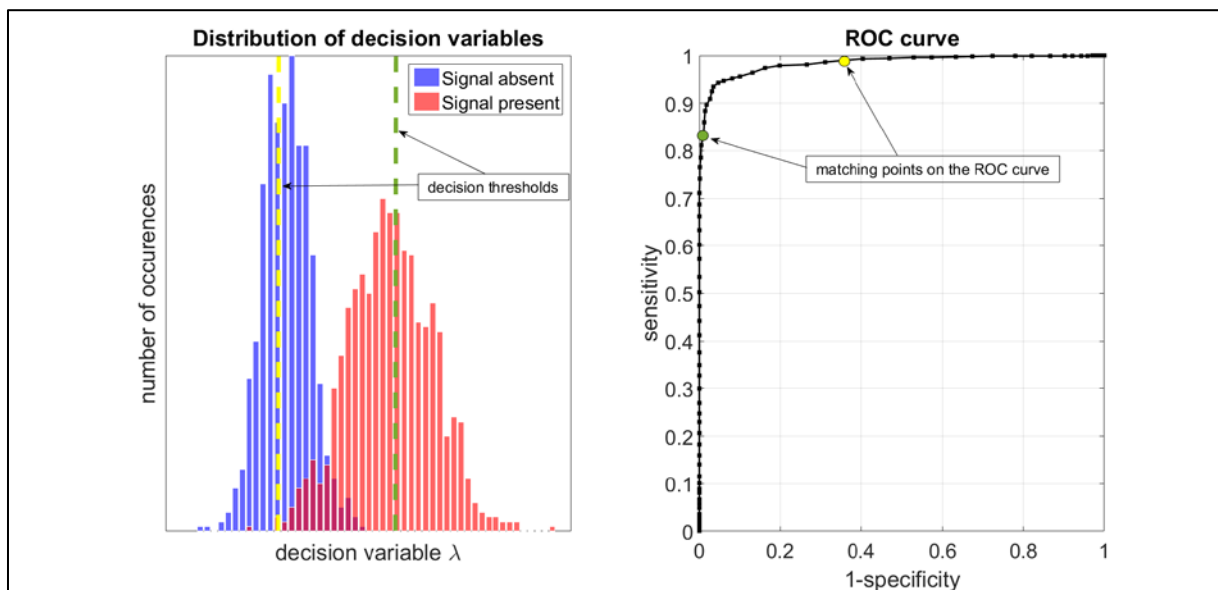 Distribution of decision variables
Signal absent
Signal present
decision thresholds
number of occurences
decision variable λ
ROC curve
1
0.9
0.8
0.7
0.6
0.5
0.4
0.3
0.2
0.1
0
sensitivity
matching points on the ROC curve
0
0.2
0.4
0.6
0.8
1
1-specificity